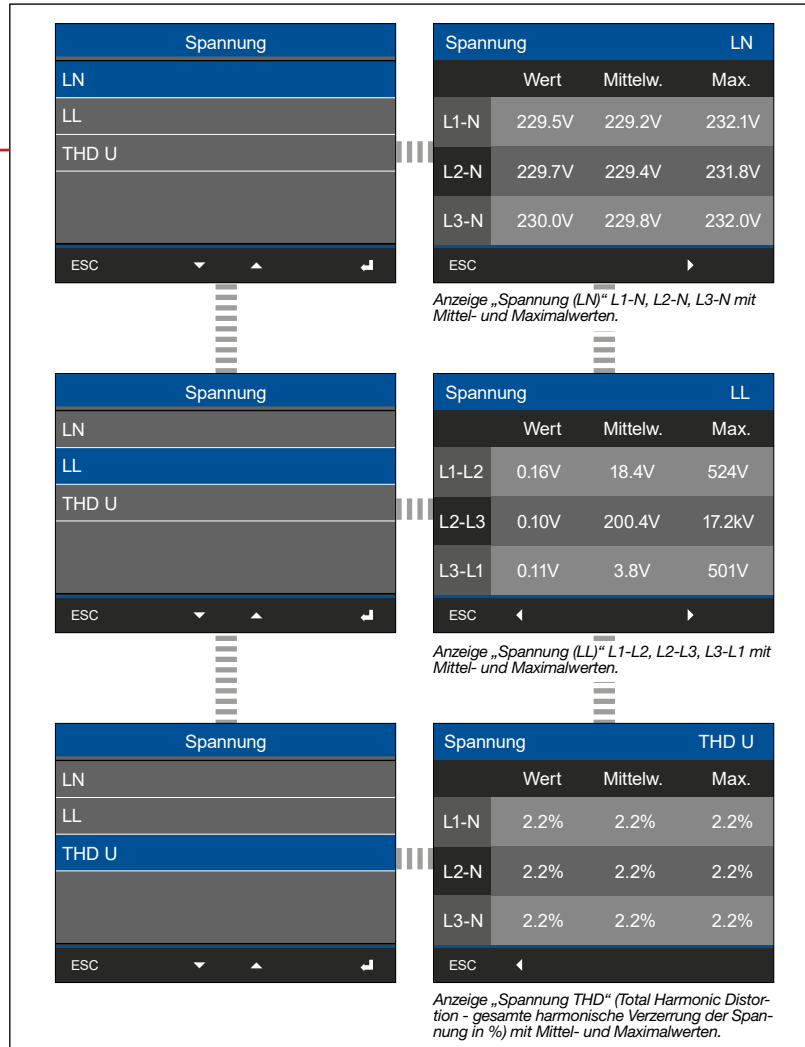 Spannung
LN
LL
THD U
ESC
Spannung LN
Wert Mittelw. Max.
L1-N 229.5V 229.2V 232.1V
L2-N 229.7V 229.4V 231.8V
L3-N 230.0V 229.8V 232.0V
ESC
Anzeige „Spannung (LN)“ L1-N, L2-N, L3-N mit
Mittel- und Maximalwerten.
Spannung
LN
LL
THD U
ESC
Spannung LL
Wert Mittelw. Max.
L1-L2 0.16V 18.4V 524V
L2-L3 0.10V 200.4V 17.2kV
L3-L1 0.11V 3.8V 501V
ESC
Anzeige „Spannung (LL)“ L1-L2, L2-L3, L3-L1 mit
Mittel- und Maximalwerten.
Spannung
LN
LL
THD U
ESC
Spannung THD U
Wert Mittelw. Max.
L1-N 2.2% 2.2% 2.2%
L2-N 2.2% 2.2% 2.2%
L3-N 2.2% 2.2% 2.2%
ESC
Anzeige „Spannung THD“ (Total Harmonic Distor-
tion - gesamte harmonische Verzerrung der Span-
nung in %) mit Mittel- und Maximalwerten.